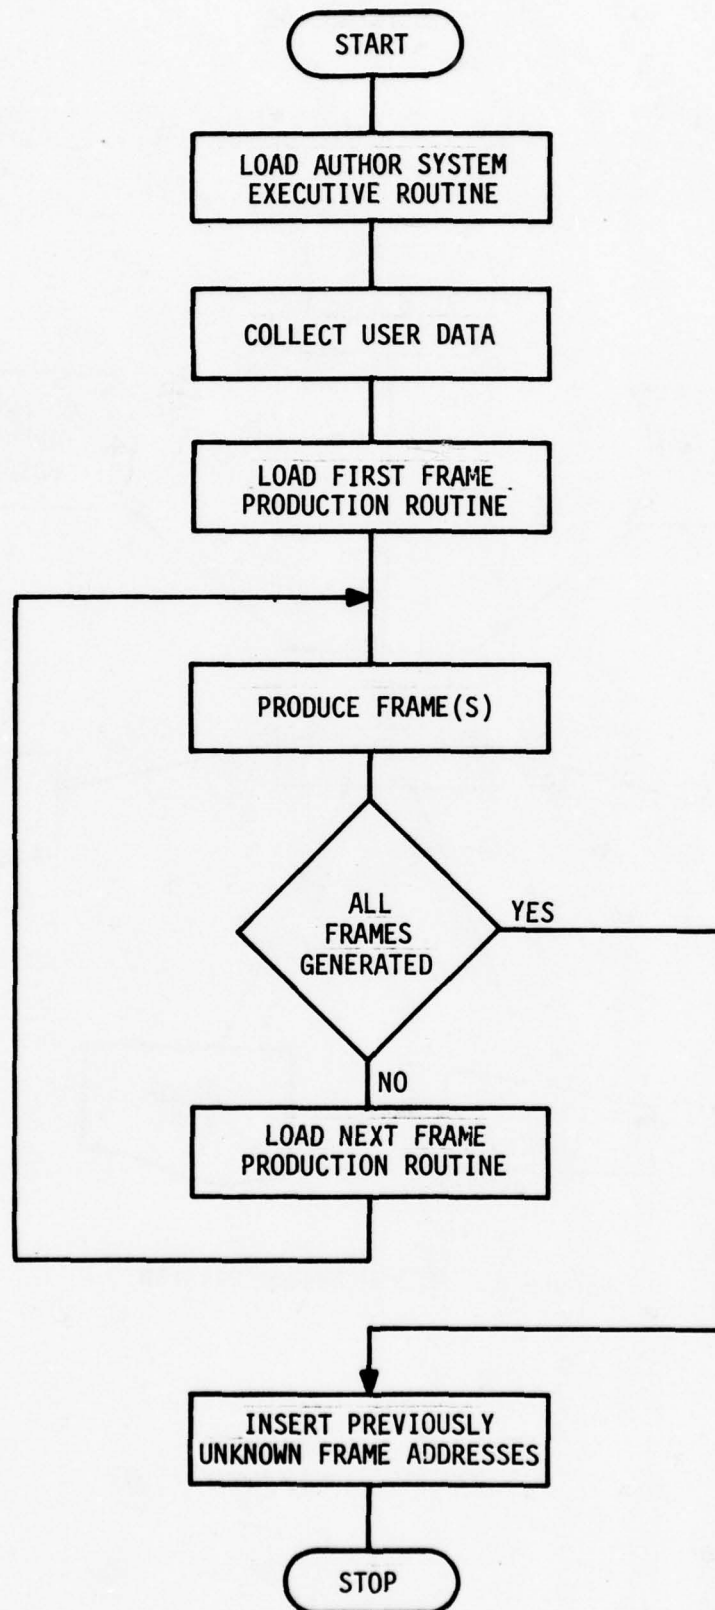 START
LOAD AUTHOR SYSTEM
EXECUTIVE ROUTINE
COLLECT USER DATA
LOAD FIRST FRAME
PRODUCTION ROUTINE
PRODUCE FRAME(S)
ALL
FRAMES
GENERATED
YES
NO
LOAD NEXT FRAME
PRODUCTION ROUTINE
INSERT PREVIOUSLY
UNKNOWN FRAME ADDRESSES
STOP